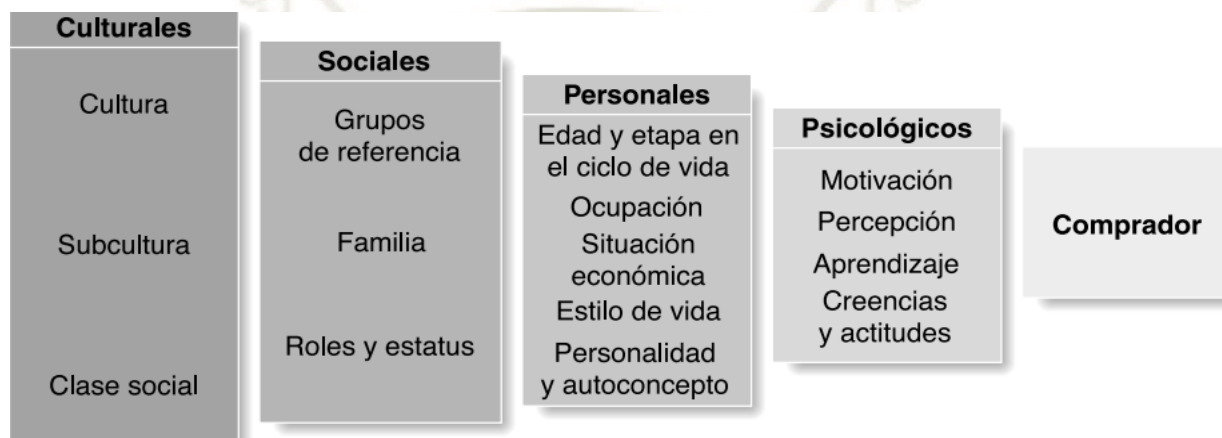 Culturales
Cultura
Subcultura
Clase social
Sociales
Grupos
de referencia
Familia
Roles y estatus
Personales
Edad y etapa en
el ciclo de vida
Ocupación
Situación
económica
Estilo de vida
Personalidad
y autoconcepto
Psicológicos
Motivación
Percepción
Aprendizaje
Creencias
y actitudes
Comprador